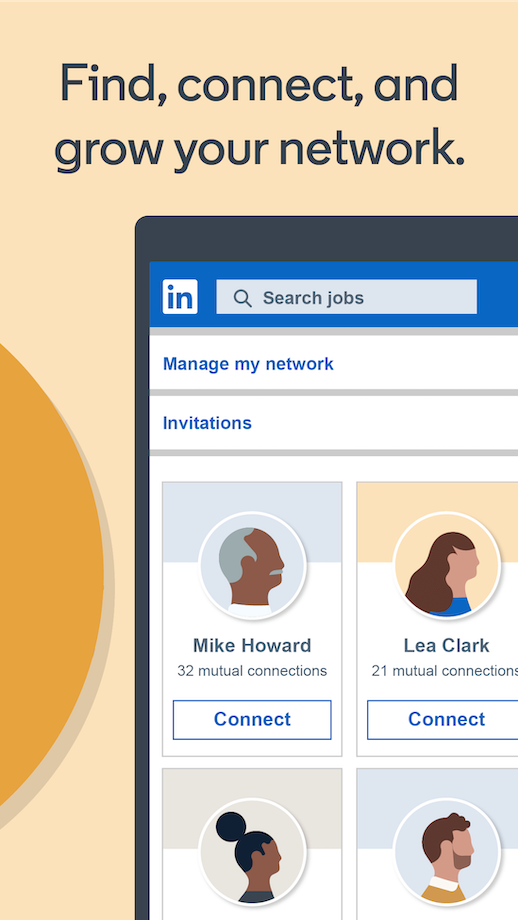 Find, connect, and
grow your network.
in
Search jobs
Manage my network
Invitations
Mike Howard
32 mutual connections
Connect
Lea Clark
21 mutual connections
Connect